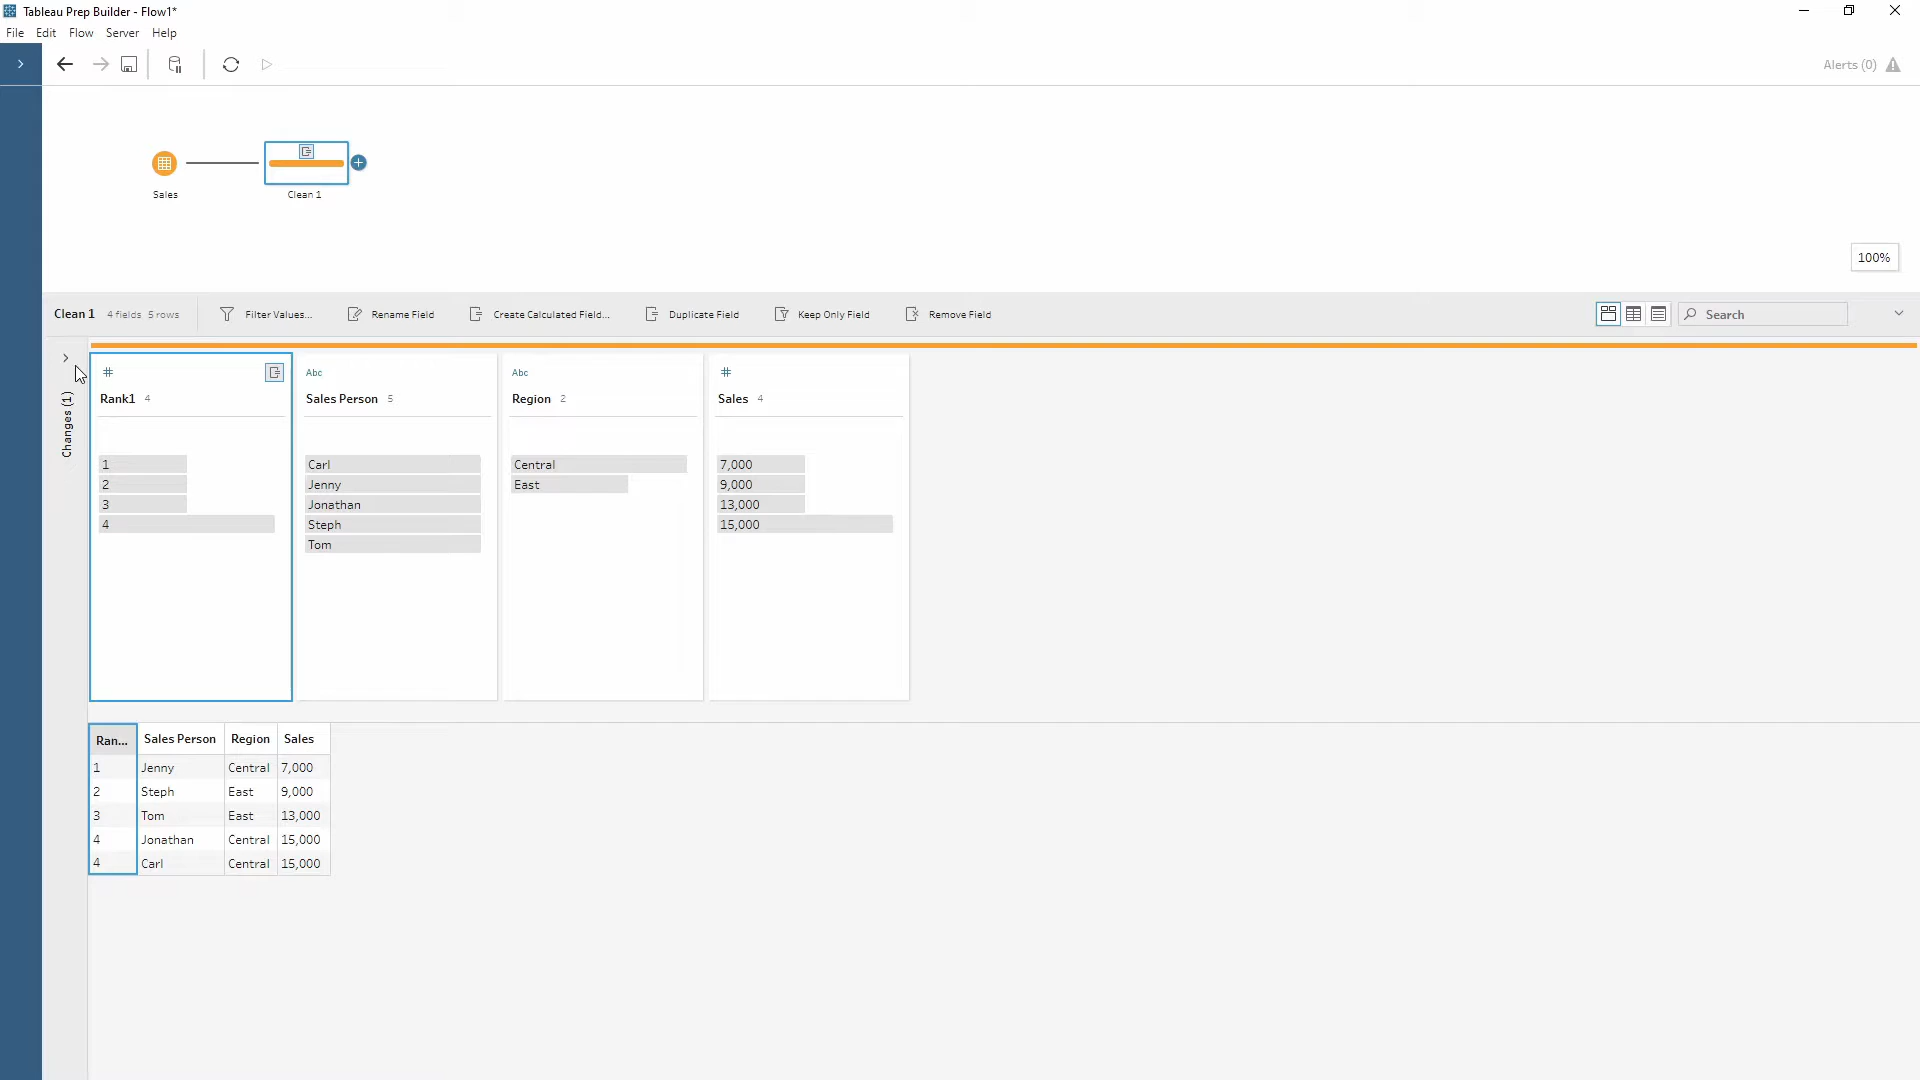 Tableau Prep Builder - Flow1*
File Edit Flow Server Help
Alerts (0)
Sales
Clean 1
100%
Clean 1 4 fields 5 rows Filter Values... Rename Field Create Calculated Field... Duplicate Field Keep Only Field Remove Field Search
Changes (1)
#
Rank1 4
1
2
3
4
Abc
Sales Person 5
Carl
Jenny
Jonathan
Steph
Tom
Abc
Region 2
Central
East
#
Sales 4
7,000
9,000
13,000
15,000
Ran... Sales Person Region Sales
1 Jenny Central 7,000
2 Steph East 9,000
3 Tom East 13,000
4 Jonathan Central 15,000
4 Carl Central 15,000